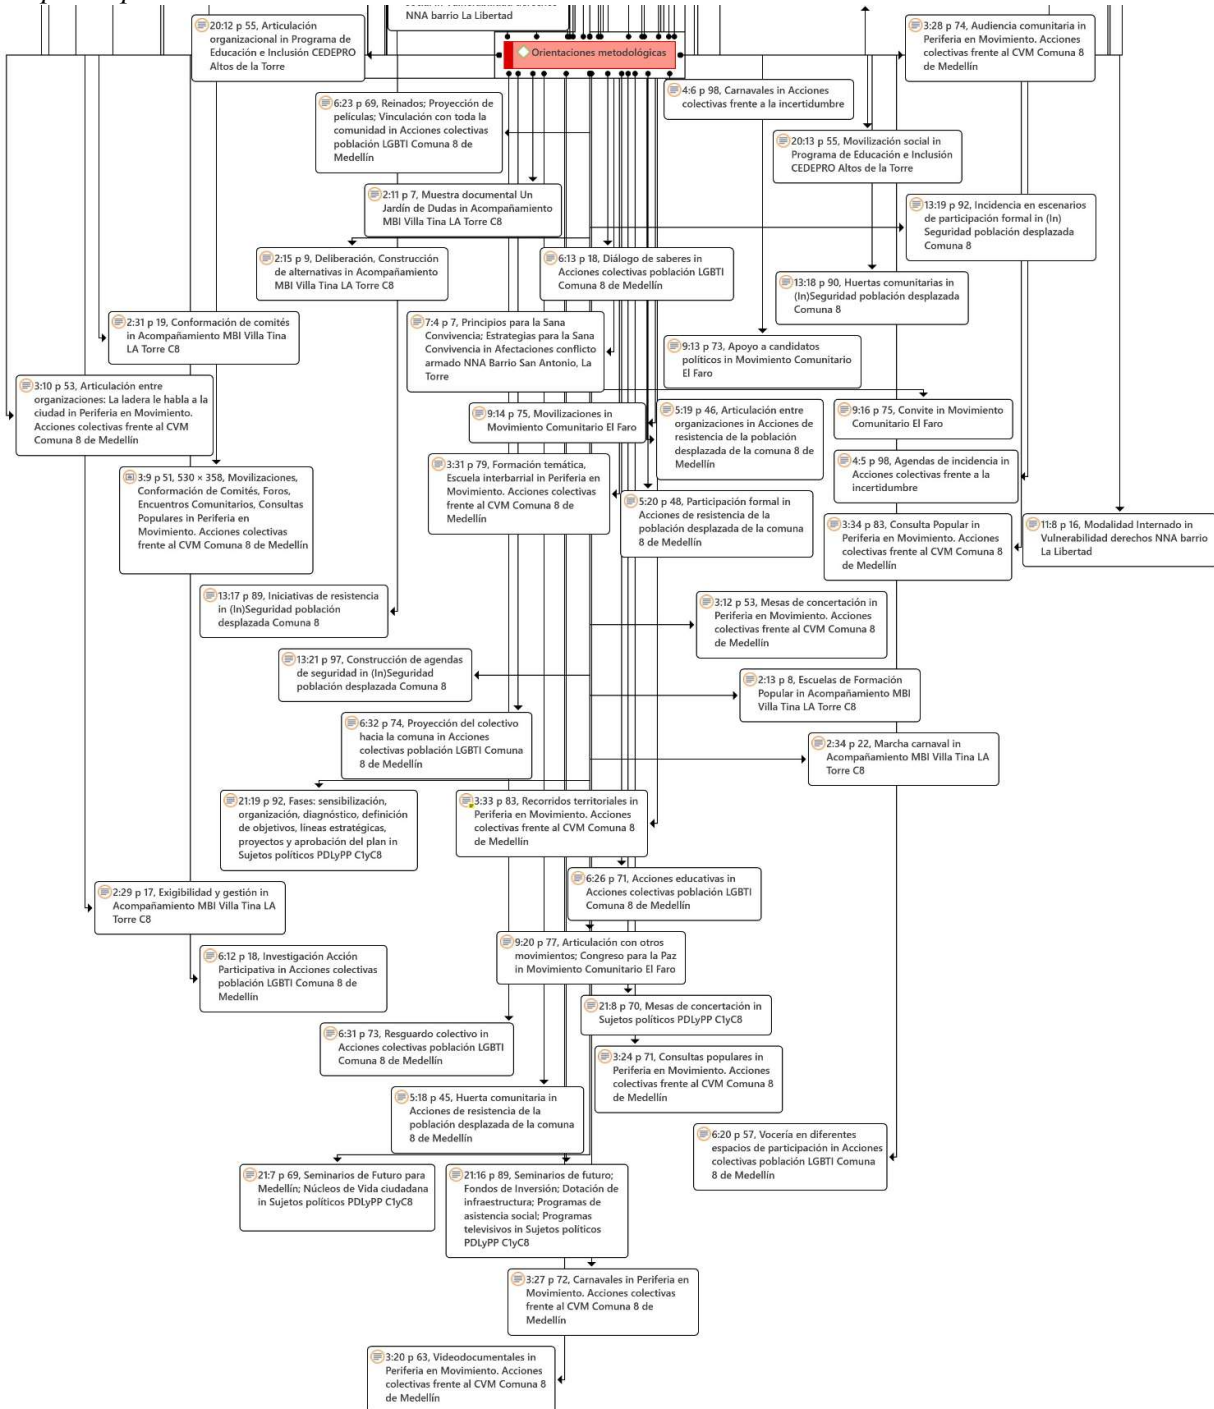 NNA barrio La Libertad
20:12 p 55, Articulación
organizacional in Programa de
Educación e Inclusión CEDEPRO
Altos de la Torre
Orientaciones metodológicas
3:28 p 74, Audiencia comunitaria in
Periferia en Movimiento. Acciones
colectivas frente al CVM Comuna 8
de Medellín
4:6 p 98, Carnavales in Acciones
colectivas frente a la incertidumbre
6:23 p 69, Reinados; Proyección de
películas; Vinculación con toda la
comunidad in Acciones colectivas
población LGBTI Comuna 8 de
Medellín
20:13 p 55, Movilización social in
Programa de Educación e Inclusión
CEDEPRO Altos de la Torre
2:11 p 7, Muestra documental Un
Jardín de Dudas in Acompañamiento
MBI Villa Tina LA Torre C8
13:19 p 92, Incidencia en escenarios
de participación formal in (In)
Seguridad población desplazada
Comuna 8
2:15 p 9, Deliberación, Construcción
de alternativas in Acompañamiento
MBI Villa Tina LA Torre C8
6:13 p 18, Diálogo de saberes in
Acciones colectivas población LGBTI
Comuna 8 de Medellín
13:18 p 90, Huertas comunitarias in
(In)Seguridad población desplazada
Comuna 8
2:31 p 19, Conformación de comités
in Acompañamiento MBI Villa Tina
LA Torre C8
7:4 p 7, Principios para la Sana
Convivencia; Estrategias para la Sana
Convivencia in Afectaciones conflicto
armado NNA Barrio San Antonio, La
Torre
9:13 p 73, Apoyo a candidatos
políticos in Movimiento Comunitario
El Faro
3:10 p 53, Articulación entre
organizaciones: La ladera le habla a la
ciudad in Periferia en Movimiento.
Acciones colectivas frente al CVM
Comuna 8 de Medellín
9:14 p 75, Movilizaciones in
Movimiento Comunitario El Faro
5:19 p 46, Articulación entre
organizaciones in Acciones de
resistencia de la población
desplazada de la comuna 8 de
Medellín
9:16 p 75, Convite in Movimiento
Comunitario El Faro
3:31 p 79, Formación temática,
Escuela interbarrial in Periferia en
Movimiento. Acciones colectivas
frente al CVM Comuna 8 de
Medellín
4:5 p 98, Agendas de incidencia in
Acciones colectivas frente a la
incertidumbre
3:9 p 51, 530 × 358, Movilizaciones,
Conformación de Comités, Foros,
Encuentros Comunitarios, Consultas
Populares in Periferia en
Movimiento. Acciones colectivas
frente al CVM Comuna 8 de Medellín
5:20 p 48, Participación formal in
Acciones de resistencia de la
población desplazada de la comuna
8 de Medellín
3:34 p 83, Consulta Popular in
Periferia en Movimiento. Acciones
colectivas frente al CVM Comuna 8
de Medellín
11:8 p 16, Modalidad Internado in
Vulnerabilidad derechos NNA barrio
La Libertad
13:17 p 89, Iniciativas de resistencia
in (In)Seguridad población
desplazada Comuna 8
3:12 p 53, Mesas de concertación in
Periferia en Movimiento. Acciones
colectivas frente al CVM Comuna 8
de Medellín
13:21 p 97, Construcción de agendas
de seguridad in (In)Seguridad
población desplazada Comuna 8
2:13 p 8, Escuelas de Formación
Popular in Acompañamiento MBI
Villa Tina LA Torre C8
6:32 p 74, Proyección del colectivo
hacia la comuna in Acciones
colectivas población LGBTI Comuna
8 de Medellín
2:34 p 22, Marcha carnaval in
Acompañamiento MBI Villa Tina LA
Torre C8
21:19 p 92, Fases: sensibilización,
organización, diagnóstico, definición
de objetivos, líneas estratégicas,
proyectos y aprobación del plan in
Sujetos políticos PDLyPP C1yC8
3:33 p 83, Recorridos territoriales in
Periferia en Movimiento. Acciones
colectivas frente al CVM Comuna 8
de Medellín
6:26 p 71, Acciones educativas in
Acciones colectivas población LGBTI
Comuna 8 de Medellín
2:29 p 17, Exigibilidad y gestión in
Acompañamiento MBI Villa Tina LA
Torre C8
9:20 p 77, Articulación con otros
movimientos; Congreso para la Paz
in Movimiento Comunitario El Faro
6:12 p 18, Investigación Acción
Participativa in Acciones colectivas
población LGBTI Comuna 8 de
Medellín
21:8 p 70, Mesas de concertación in
Sujetos políticos PDLyPP C1yC8
6:31 p 73, Resguardo colectivo in
Acciones colectivas población LGBTI
Comuna 8 de Medellín
3:24 p 71, Consultas populares in
Periferia en Movimiento. Acciones
colectivas frente al CVM Comuna 8
de Medellín
5:18 p 45, Huerta comunitaria in
Acciones de resistencia de la
población desplazada de la comuna
8 de Medellín
6:20 p 57, Vocería en diferentes
espacios de participación in Acciones
colectivas población LGBTI Comuna
8 de Medellín
21:7 p 69, Seminarios de Futuro para
Medellín; Núcleos de Vida ciudadana
in Sujetos políticos PDLyPP C1yC8
21:16 p 89, Seminarios de futuro;
Fondos de Inversión; Dotación de
infraestructura; Programas de
asistencia social; Programas
televisivos in Sujetos políticos
PDLyPP C1yC8
3:27 p 72, Carnavales in Periferia en
Movimiento. Acciones colectivas
frente al CVM Comuna 8 de
Medellín
3:20 p 63, Videodocumentales in
Periferia en Movimiento. Acciones
colectivas frente al CVM Comuna 8
de Medellín